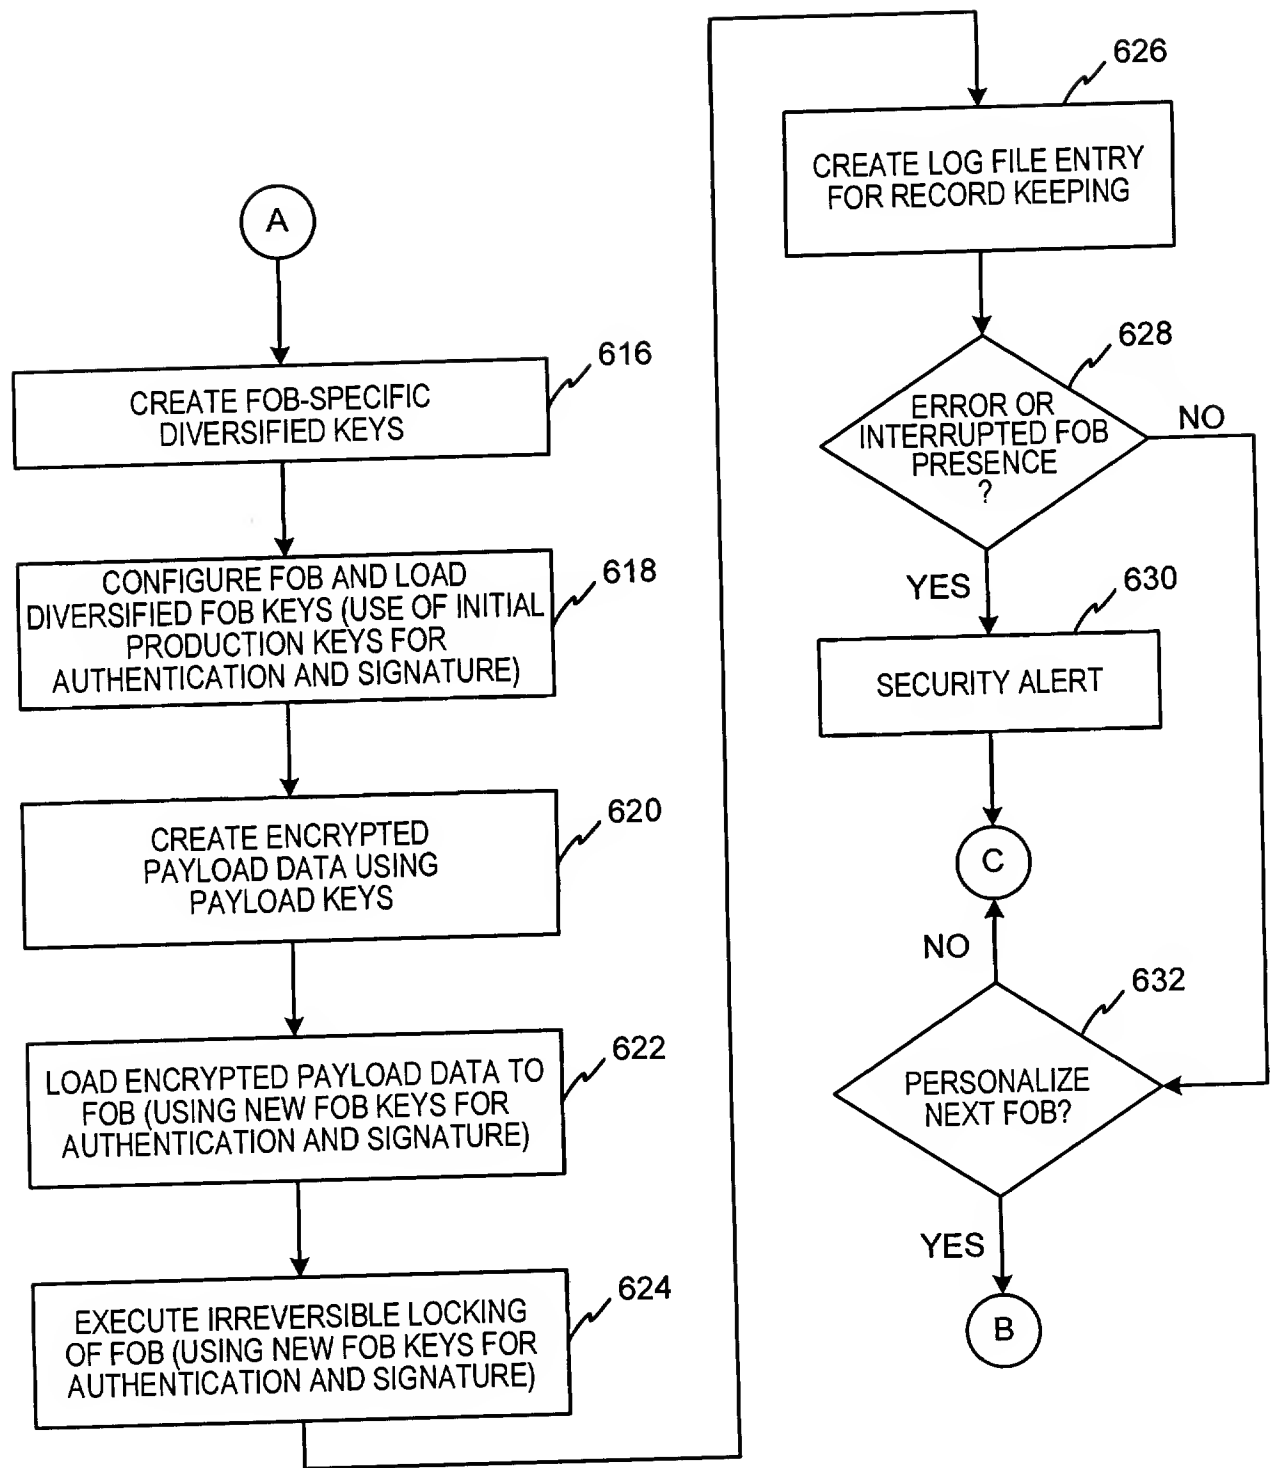 A
616
CREATE FOB-SPECIFIC
DIVERSIFIED KEYS
618
CONFIGURE FOB AND LOAD
DIVERSIFIED FOB KEYS (USE OF INITIAL
PRODUCTION KEYS FOR
AUTHENTICATION AND SIGNATURE)
620
CREATE ENCRYPTED
PAYLOAD DATA USING
PAYLOAD KEYS
622
LOAD ENCRYPTED PAYLOAD DATA TO
FOB (USING NEW FOB KEYS FOR
AUTHENTICATION AND SIGNATURE)
624
EXECUTE IRREVERSIBLE LOCKING
OF FOB (USING NEW FOB KEYS FOR
AUTHENTICATION AND SIGNATURE)
626
CREATE LOG FILE ENTRY
FOR RECORD KEEPING
628
ERROR OR
INTERRUPTED FOB
PRESENCE
?
NO
YES
630
SECURITY ALERT
C
NO
632
PERSONALIZE
NEXT FOB?
YES
B